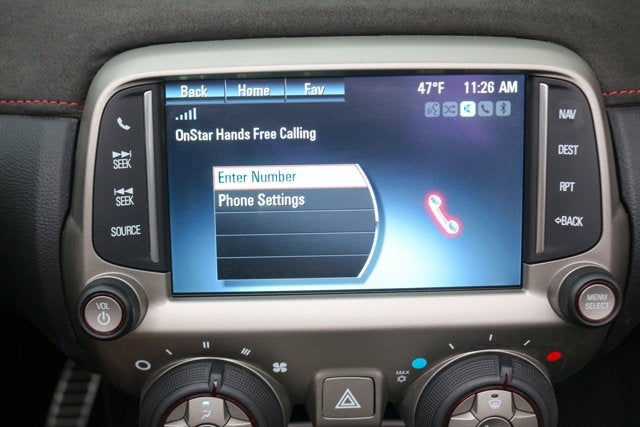 Back Home Fav 47°F 11:26 AM
OnStar Hands Free Calling
Enter Number
Phone Settings
SEEK
SEEK
SOURCE
NAV
DEST
RPT
BACK
VOL
MENU
SELECT
MAX